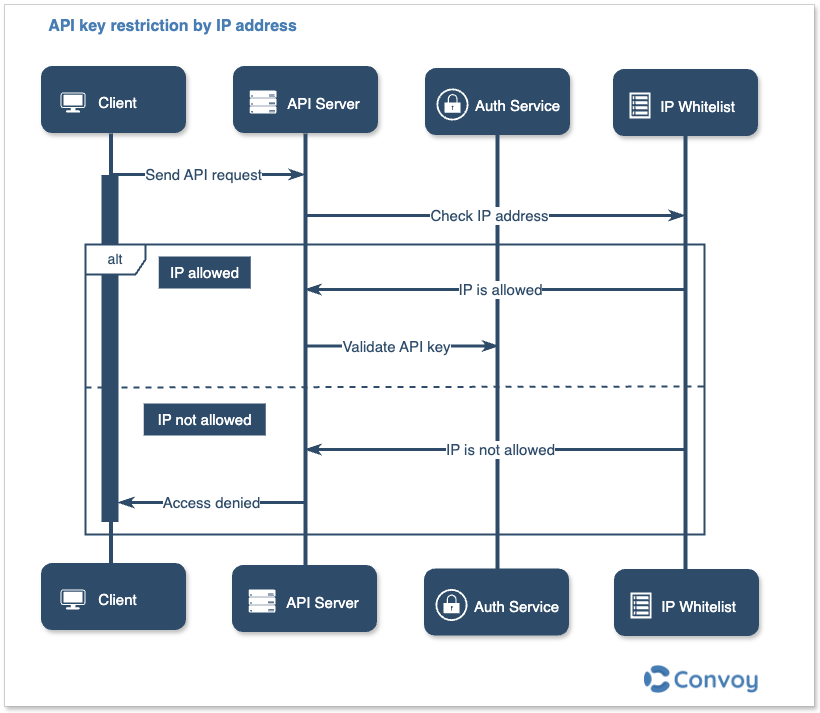 API key restriction by IP address
Client
API Server
Auth Service
IP Whitelist
Send API request
Check IP address
alt
IP allowed
IP is allowed
Validate API key
IP not allowed
IP is not allowed
Access denied
Client
API Server
Auth Service
IP Whitelist
Convoy